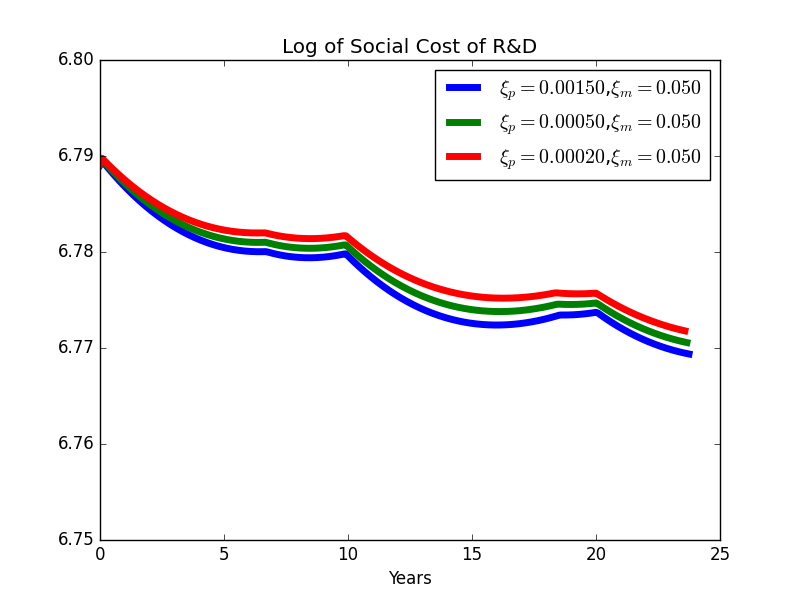 Log of Social Cost of R&D
6.80
6.79
6.78
6.77
6.76
6.75
ξₚ = 0.00150,ξₘ = 0.050
ξₚ = 0.00050,ξₘ = 0.050
ξₚ = 0.00020,ξₘ = 0.050
0 5 10 15 20 25
Years